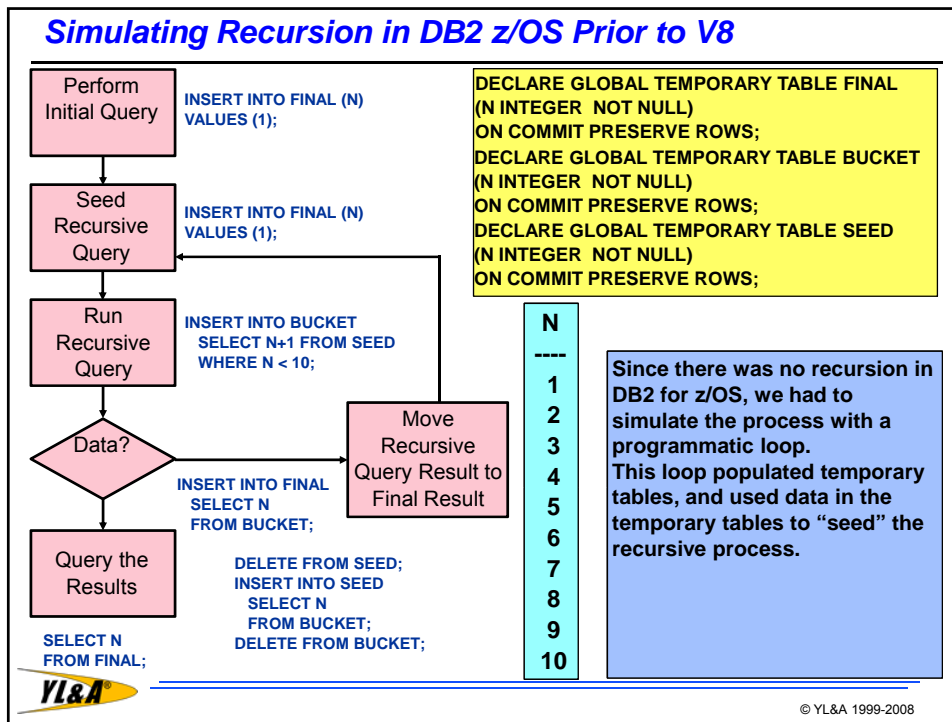 Simulating Recursion in DB2 z/OS Prior to V8
Perform
Initial Query
INSERT INTO FINAL (N)
VALUES (1);
Seed
Recursive
Query
INSERT INTO FINAL (N)
VALUES (1);
Run
Recursive
Query
INSERT INTO BUCKET
SELECT N+1 FROM SEED
WHERE N < 10;
Data?
INSERT INTO FINAL
SELECT N
FROM BUCKET;
Move
Recursive
Query Result to
Final Result
DELETE FROM SEED;
INSERT INTO SEED
SELECT N
FROM BUCKET;
DELETE FROM BUCKET;
Query the
Results
SELECT N
FROM FINAL;
DECLARE GLOBAL TEMPORARY TABLE FINAL
(N INTEGER NOT NULL)
ON COMMIT PRESERVE ROWS;
DECLARE GLOBAL TEMPORARY TABLE BUCKET
(N INTEGER NOT NULL)
ON COMMIT PRESERVE ROWS;
DECLARE GLOBAL TEMPORARY TABLE SEED
(N INTEGER NOT NULL)
ON COMMIT PRESERVE ROWS;
N
----
1
2
3
4
5
6
7
8
9
10
Since there was no recursion in
DB2 for z/OS, we had to
simulate the process with a
programmatic loop.
This loop populated temporary
tables, and used data in the
temporary tables to “seed” the
recursive process.
YL&A®
© YL&A 1999-2008